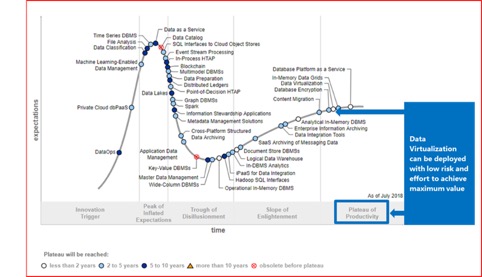 Data as a Service
Time Series DBMS
Data Catalog
File Analysis
SQL Interfaces to Cloud Object Stores
Data Classification
Event Stream Processing
In-Process HTAP
Machine Learning-Enabled
Data Management
Blockchain
Multimodel DBMSs
Data Preparation
Distributed Ledgers
Point-of-Decision HTAP
Data Lakes
Graph DBMSs
Spark
Information Stewardship Applications
Metadata Management Solutions
Private Cloud dbPaaS
Cross-Platform Structured
Data Archiving
DataOps
Application Data
Management
Key-Value DBMSs
Master Data Management
Wide-Column DBMSs
Document Store DBMSs
Logical Data Warehouse
In-DBMS Analytics
iPaaS for Data Integration
Hadoop SQL Interfaces
Operational In-Memory DBMS
SaaS Archiving of Messaging Data
Analytical In-Memory DBMS
Enterprise Information Archiving
Data Integration Tools
Database Platform as a Service
In-Memory Data Grids
Data Virtualization
Database Encryption
Content Migration
expectations
As of July 2018
Innovation
Trigger
Peak of
Inflated
Expectations
Trough of
Disillusionment
Slope of
Enlightenment
Plateau of
Productivity
time
Data
Virtualization
can be deployed
with low risk and
effort to achieve
maximum value
Plateau will be reached:
less than 2 years
2 to 5 years
5 to 10 years
more than 10 years
obsolete before plateau